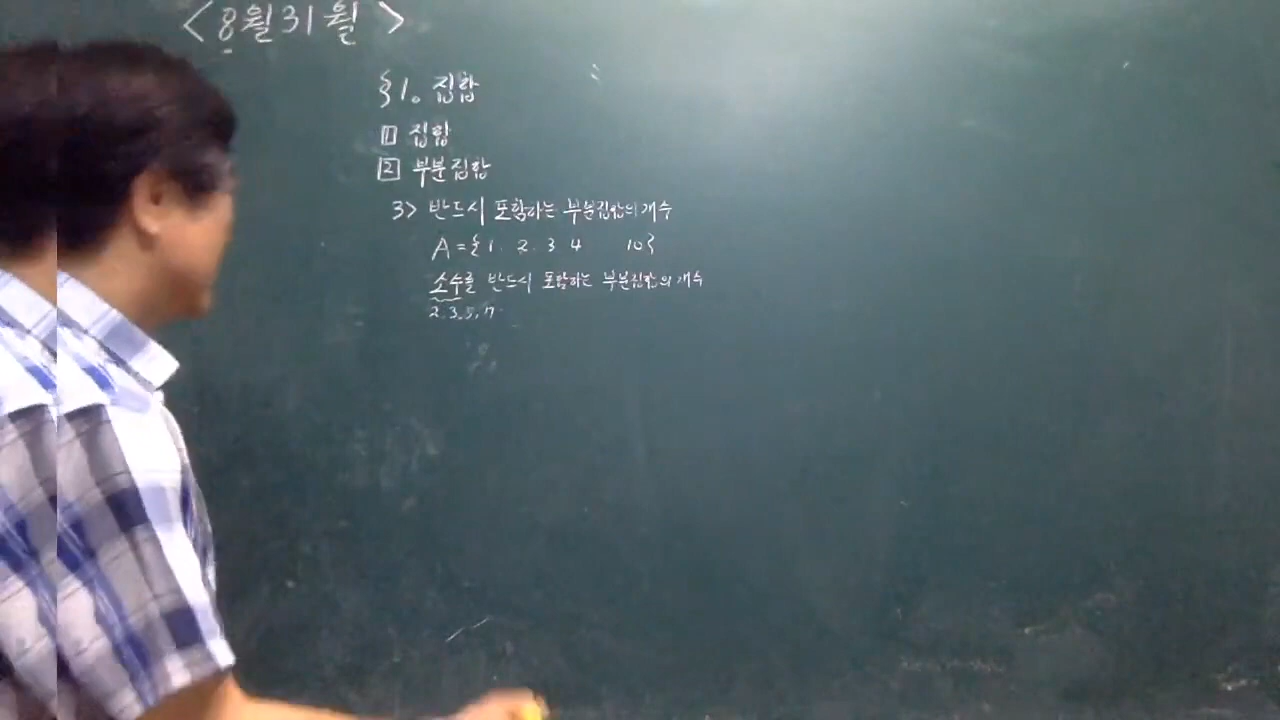 <8월31월>
§1. 집합
1 집합
2 부분집합
3> 반드시 포함하는 부분집합의 개수
A={1. 2. 3 4 10}
소수를 반드시 포함하는 부분집합의 개수
2.3.5.7